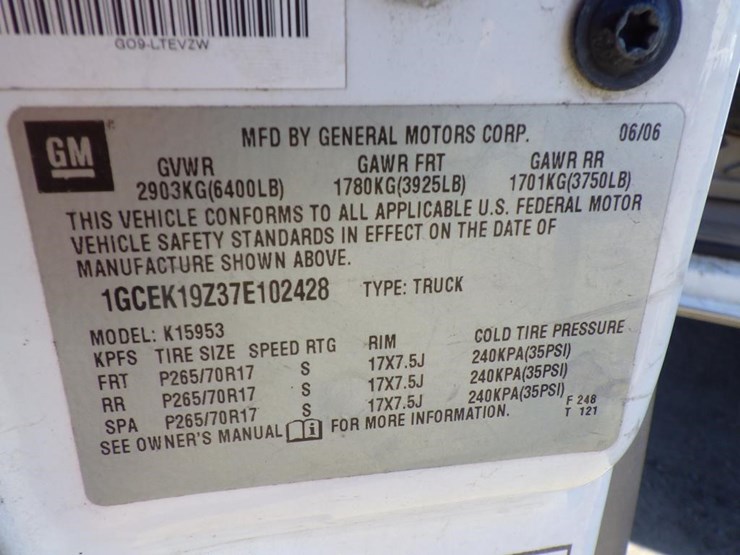 GO9-LTEVZW
GM
MFD BY GENERAL MOTORS CORP. 06/06
GVWR GAWR FRT GAWR RR
2903KG(6400LB) 1780KG(3925LB) 1701KG(3750LB)
THIS VEHICLE CONFORMS TO ALL APPLICABLE U.S. FEDERAL MOTOR
VEHICLE SAFETY STANDARDS IN EFFECT ON THE DATE OF
MANUFACTURE SHOWN ABOVE.
1GCEK19Z37E102428 TYPE: TRUCK
MODEL: K15953
KPFS TIRE SIZE SPEED RTG RIM COLD TIRE PRESSURE
FRT P265/70R17 S 17X7.5J 240KPA(35PSI)
RR P265/70R17 S 17X7.5J 240KPA(35PSI)
SPA P265/70R17 S 17X7.5J 240KPA(35PSI)
SEE OWNER'S MANUAL i FOR MORE INFORMATION.
F 248
T 121